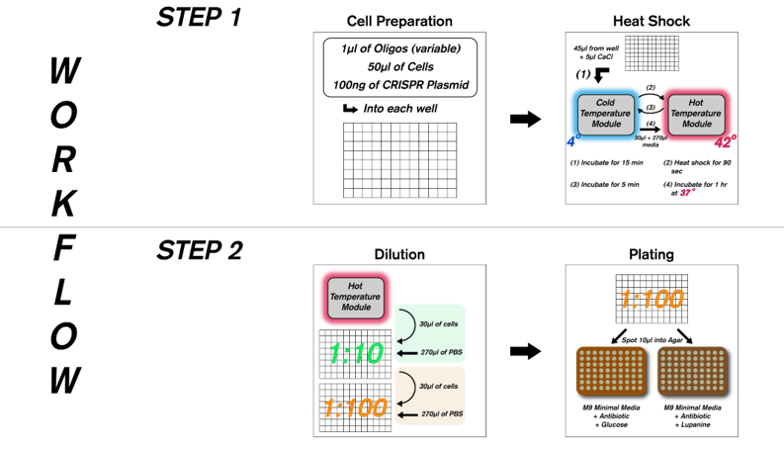 WORKFLOW
STEP 1
Cell Preparation
1µl of Oligos (variable)
50µl of Cells
100ng of CRISPR Plasmid
Into each well
Heat Shock
45µl from well
+ 5µl CaCl
(1)
(2)
(3)
(4)
Cold
Temperature
Module
Hot
Temperature
Module
4°
42°
30µl + 270µl
media
(1) Incubate for 15 min
(2) Heat shock for 90
sec
(3) Incubate for 5 min
(4) Incubate for 1 hr
at 37°
STEP 2
Dilution
Hot
Temperature
Module
1:10
30µl of cells
270µl of PBS
1:100
30µl of cells
270µl of PBS
Plating
1:100
Spot 10µl into Agar
M9 Minimal Media
+ Antibiotic
+ Glucose
M9 Minimal Media
+ Antibiotic
+ Lupanine